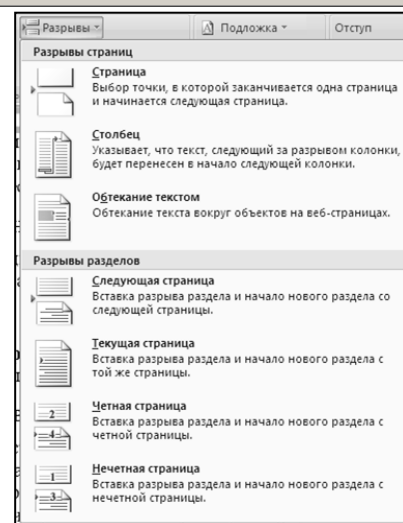 Разрывы Подложка Отступ
Разрывы страниц
Страница
Выбор точки, в которой заканчивается одна страница
и начинается следующая страница.
Столбец
Указывает, что текст, следующий за разрывом колонки,
будет перенесен в начало следующей колонки.
Обтекание текстом
Обтекание текста вокруг объектов на веб-страницах.
Разрывы разделов
Следующая страница
Вставка разрыва раздела и начало нового раздела со
следующей страницы.
Текущая страница
Вставка разрыва раздела и начало нового раздела с
той же страницы.
Четная страница
Вставка разрыва раздела и начало нового раздела с
четной страницы.
2
4
Нечетная страница
Вставка разрыва раздела и начало нового раздела с
нечетной страницы.
1
3